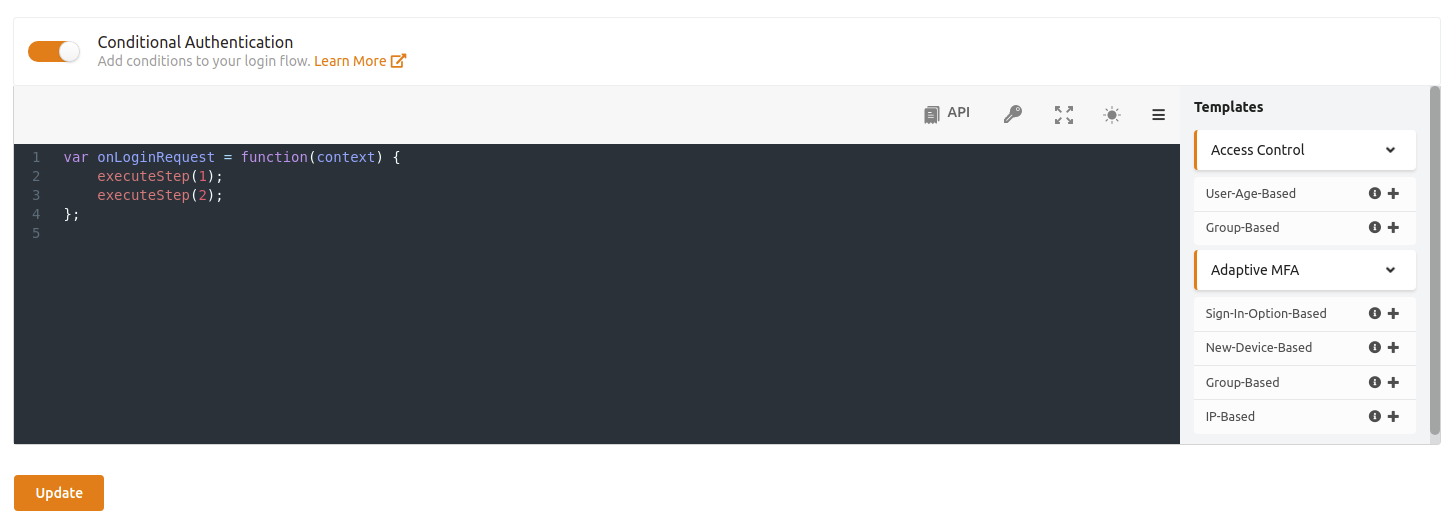 Conditional Authentication
Add conditions to your login flow. Learn More
API
1 var onLoginRequest = function(context) {
2     executeStep(1);
3     executeStep(2);
4 };
5
Templates
Access Control
User-Age-Based
Group-Based
Adaptive MFA
Sign-In-Option-Based
New-Device-Based
Group-Based
IP-Based
Update